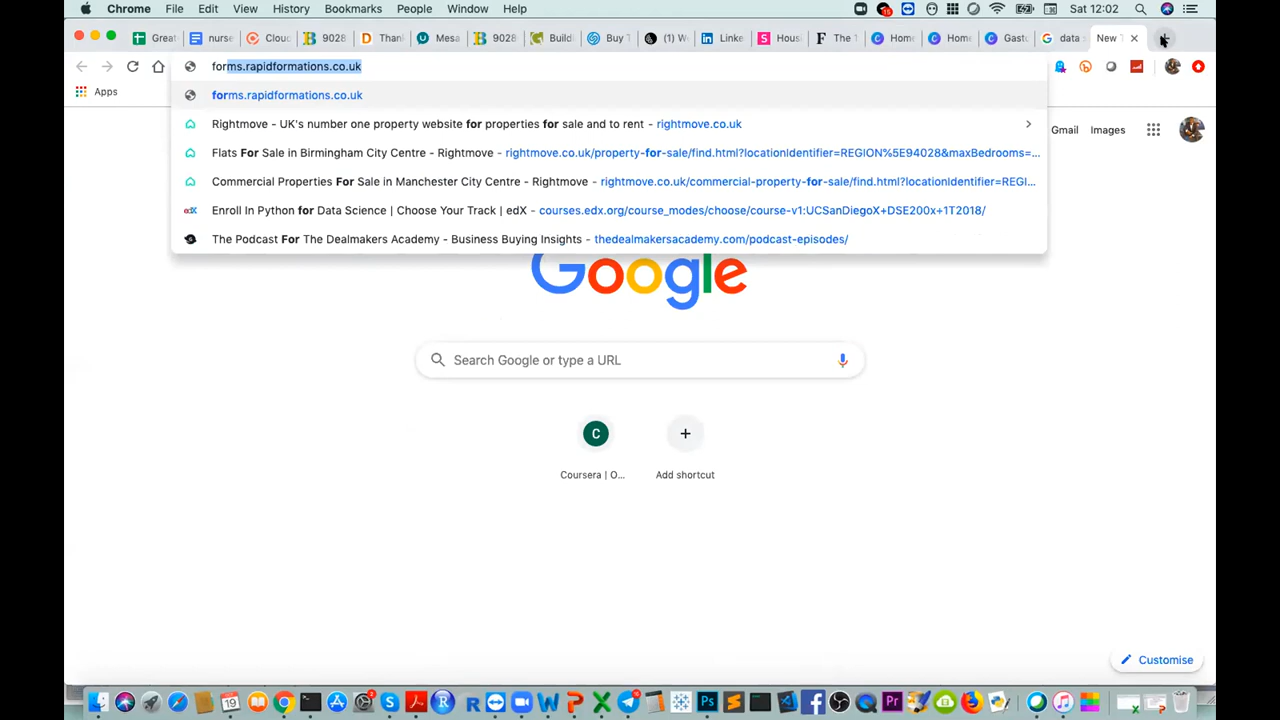 Chrome File Edit View History Bookmarks People Window Help Sat 12:02
Great nurse Clou 9028 Than Mesa 9028 Buildi Buy T (1) W Linke Hous The T Hom Hom Gasto data New T
forms.rapidformations.co.uk
Apps
forms.rapidformations.co.uk
Rightmove - UK's number one property website for properties for sale and to rent - rightmove.co.uk
Gmail Images
Flats For Sale in Birmingham City Centre - Rightmove - rightmove.co.uk/property-for-sale/find.html?locationIdentifier=REGION%5E94028&maxBedrooms=...
Commercial Properties For Sale in Manchester City Centre - Rightmove - rightmove.co.uk/commercial-property-for-sale/find.html?locationIdentifier=REGI...
edX Enroll In Python for Data Science | Choose Your Track | edX - courses.edx.org/course_modes/choose/course-v1:UCSanDiegoX+DSE200x+1T2018/
The Podcast For The Dealmakers Academy - Business Buying Insights - thedealmakersacademy.com/podcast-episodes/
Google
Search Google or type a URL
C
Coursera | O... Add shortcut
Customise